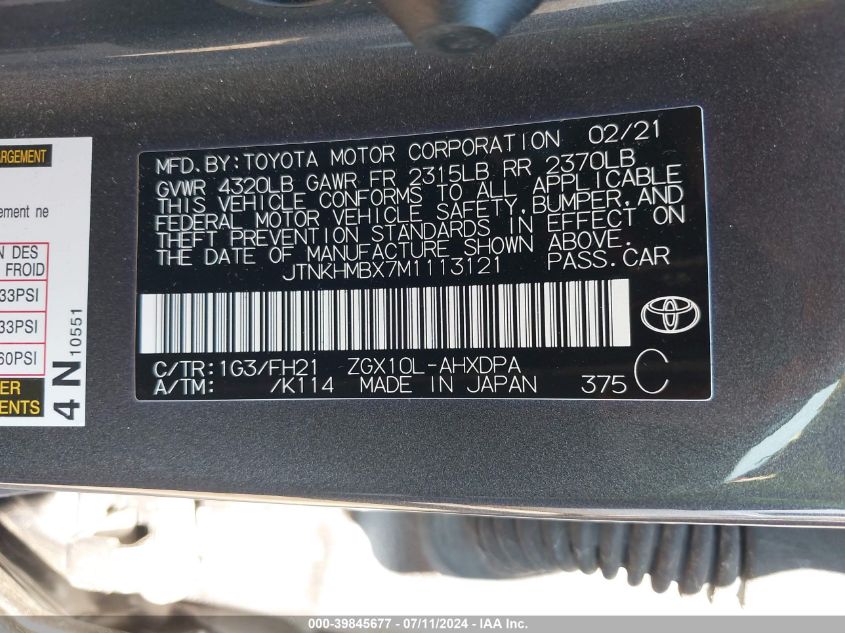 MFD.BY:TOYOTA MOTOR CORPORATION 02/21
GVWR 4320LB GAWR FR 2315LB RR 2370LB
THIS VEHICLE CONFORMS TO ALL APPLICABLE
FEDERAL MOTOR VEHICLE SAFETY,BUMPER,AND
THEFT PREVENTION STANDARDS IN EFFECT ON
THE DATE OF MANUFACTURE SHOWN ABOVE.
JTNKHMBX7M1113121 PASS.CAR
C/TR:1G3/FH21 ZGX10L-AHXDPA
A/TM: /K114 MADE IN JAPAN 375 C
ARGEMENT
ement ne
N DES
FROID
33PSI
33PSI
60PSI
ER
ENTS
4 N 10551
000-39845677 - 07/11/2024 - IAA Inc.